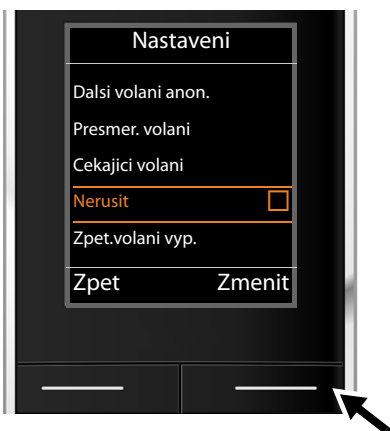 Nastaveni
Dalsi volani anon.
Presmer. volani
Cekajici volani
Nerusit
Zpet.volani vyp.
Zpet Zmenit